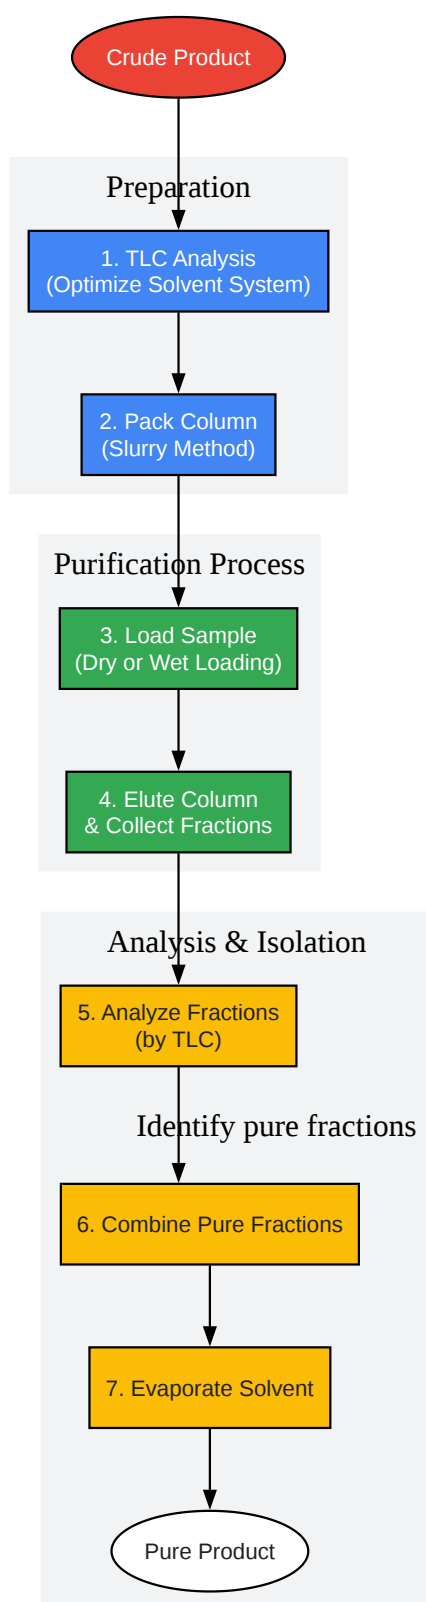 Crude Product
Preparation
1. TLC Analysis
(Optimize Solvent System)
2. Pack Column
(Slurry Method)
Purification Process
3. Load Sample
(Dry or Wet Loading)
4. Elute Column
& Collect Fractions
Analysis & Isolation
5. Analyze Fractions
(by TLC)
Identify pure fractions
6. Combine Pure Fractions
7. Evaporate Solvent
Pure Product